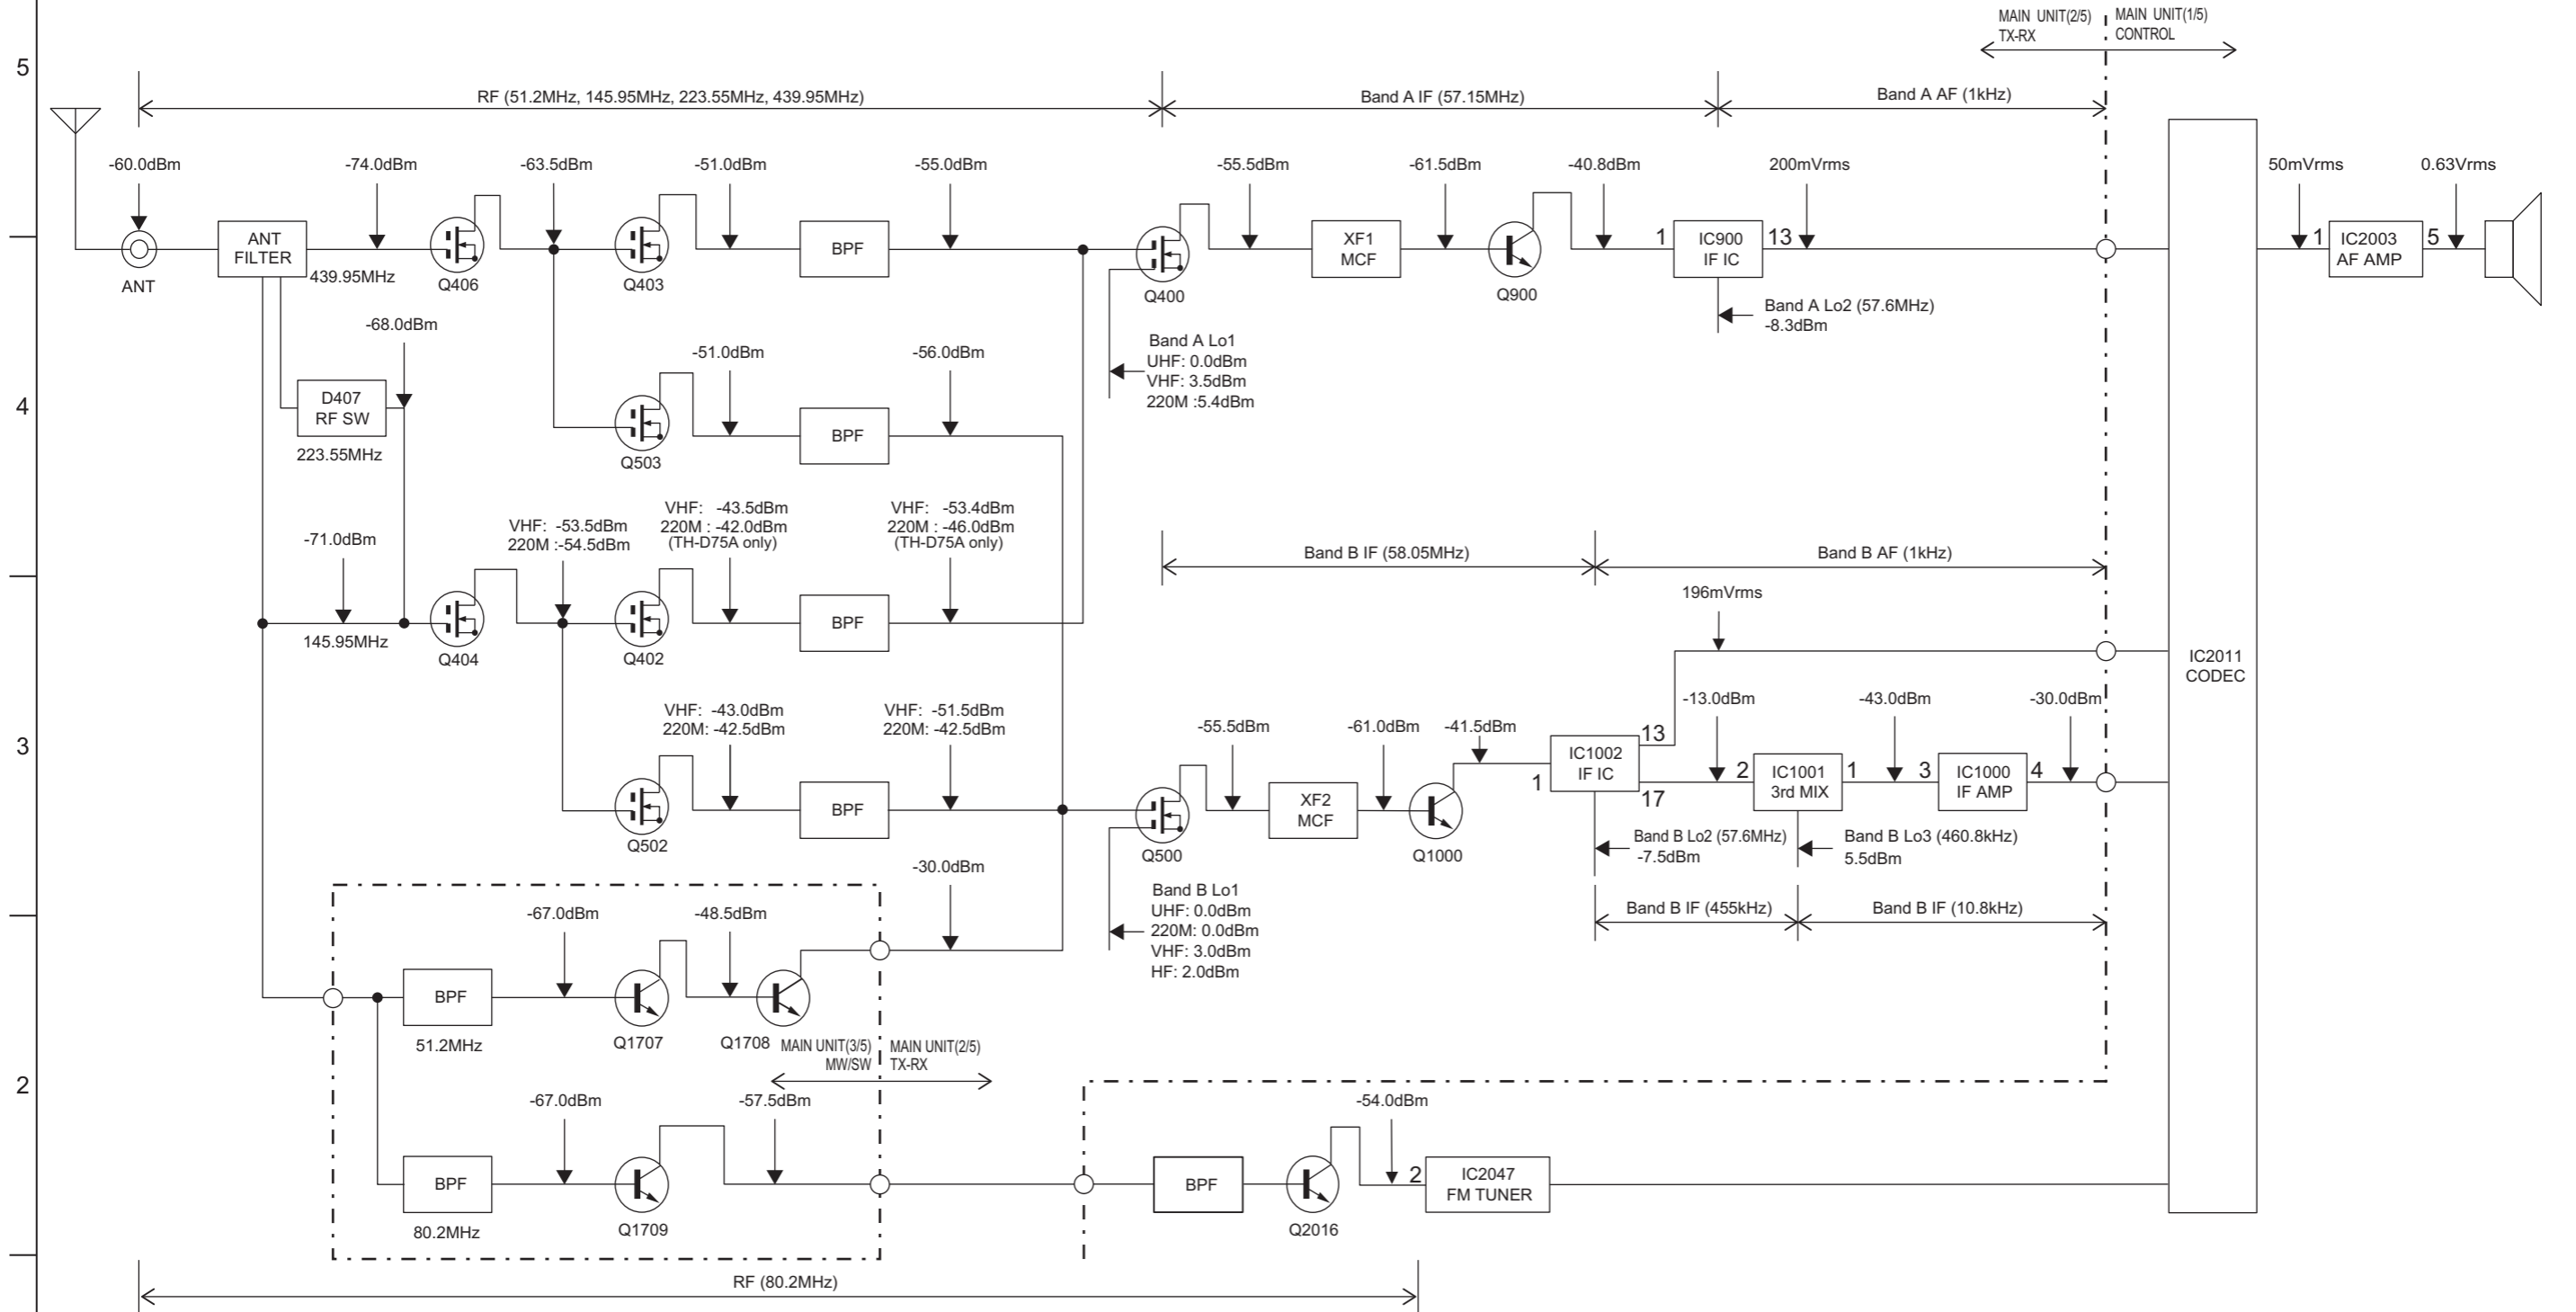 MAIN UNIT(2/5)
TX-RX
MAIN UNIT(1/5)
CONTROL
5
RF (51.2MHz, 145.95MHz, 223.55MHz, 439.95MHz)
Band A IF (57.15MHz)
Band A AF (1kHz)
-60.0dBm
-74.0dBm
-63.5dBm
-51.0dBm
-55.0dBm
-55.5dBm
-61.5dBm
-40.8dBm
200mVrms
50mVrms
0.63Vrms
ANT
ANT
FILTER
439.95MHz
Q406
Q403
BPF
Q400
XF1
MCF
Q900
1
IC900
IF IC
13
1
IC2003
AF AMP
5
Band A Lo2 (57.6MHz)
-8.3dBm
-68.0dBm
-51.0dBm
-56.0dBm
Band A Lo1
UHF: 0.0dBm
VHF: 3.5dBm
220M :5.4dBm
4
D407
RF SW
223.55MHz
Q503
BPF
-71.0dBm
VHF: -53.5dBm
220M :-54.5dBm
VHF: -43.5dBm
220M : -42.0dBm
(TH-D75A only)
VHF: -53.4dBm
220M : -46.0dBm
(TH-D75A only)
Band B IF (58.05MHz)
Band B AF (1kHz)
196mVrms
145.95MHz
Q404
Q402
BPF
IC2011
CODEC
3
VHF: -43.0dBm
220M: -42.5dBm
VHF: -51.5dBm
220M: -42.5dBm
-55.5dBm
-61.0dBm
-41.5dBm
-13.0dBm
-43.0dBm
-30.0dBm
Q502
BPF
Q500
XF2
MCF
Q1000
1
IC1002
IF IC
13
17
2
IC1001
3rd MIX
1
3
IC1000
IF AMP
4
Band B Lo2 (57.6MHz)
-7.5dBm
Band B Lo3 (460.8kHz)
5.5dBm
-30.0dBm
Band B Lo1
UHF: 0.0dBm
220M: 0.0dBm
VHF: 3.0dBm
HF: 2.0dBm
Band B IF (455kHz)
Band B IF (10.8kHz)
-67.0dBm
-48.5dBm
BPF
51.2MHz
Q1707
Q1708
MAIN UNIT(3/5)
MW/SW
MAIN UNIT(2/5)
TX-RX
2
-67.0dBm
-57.5dBm
-54.0dBm
BPF
80.2MHz
Q1709
BPF
Q2016
2
IC2047
FM TUNER
RF (80.2MHz)